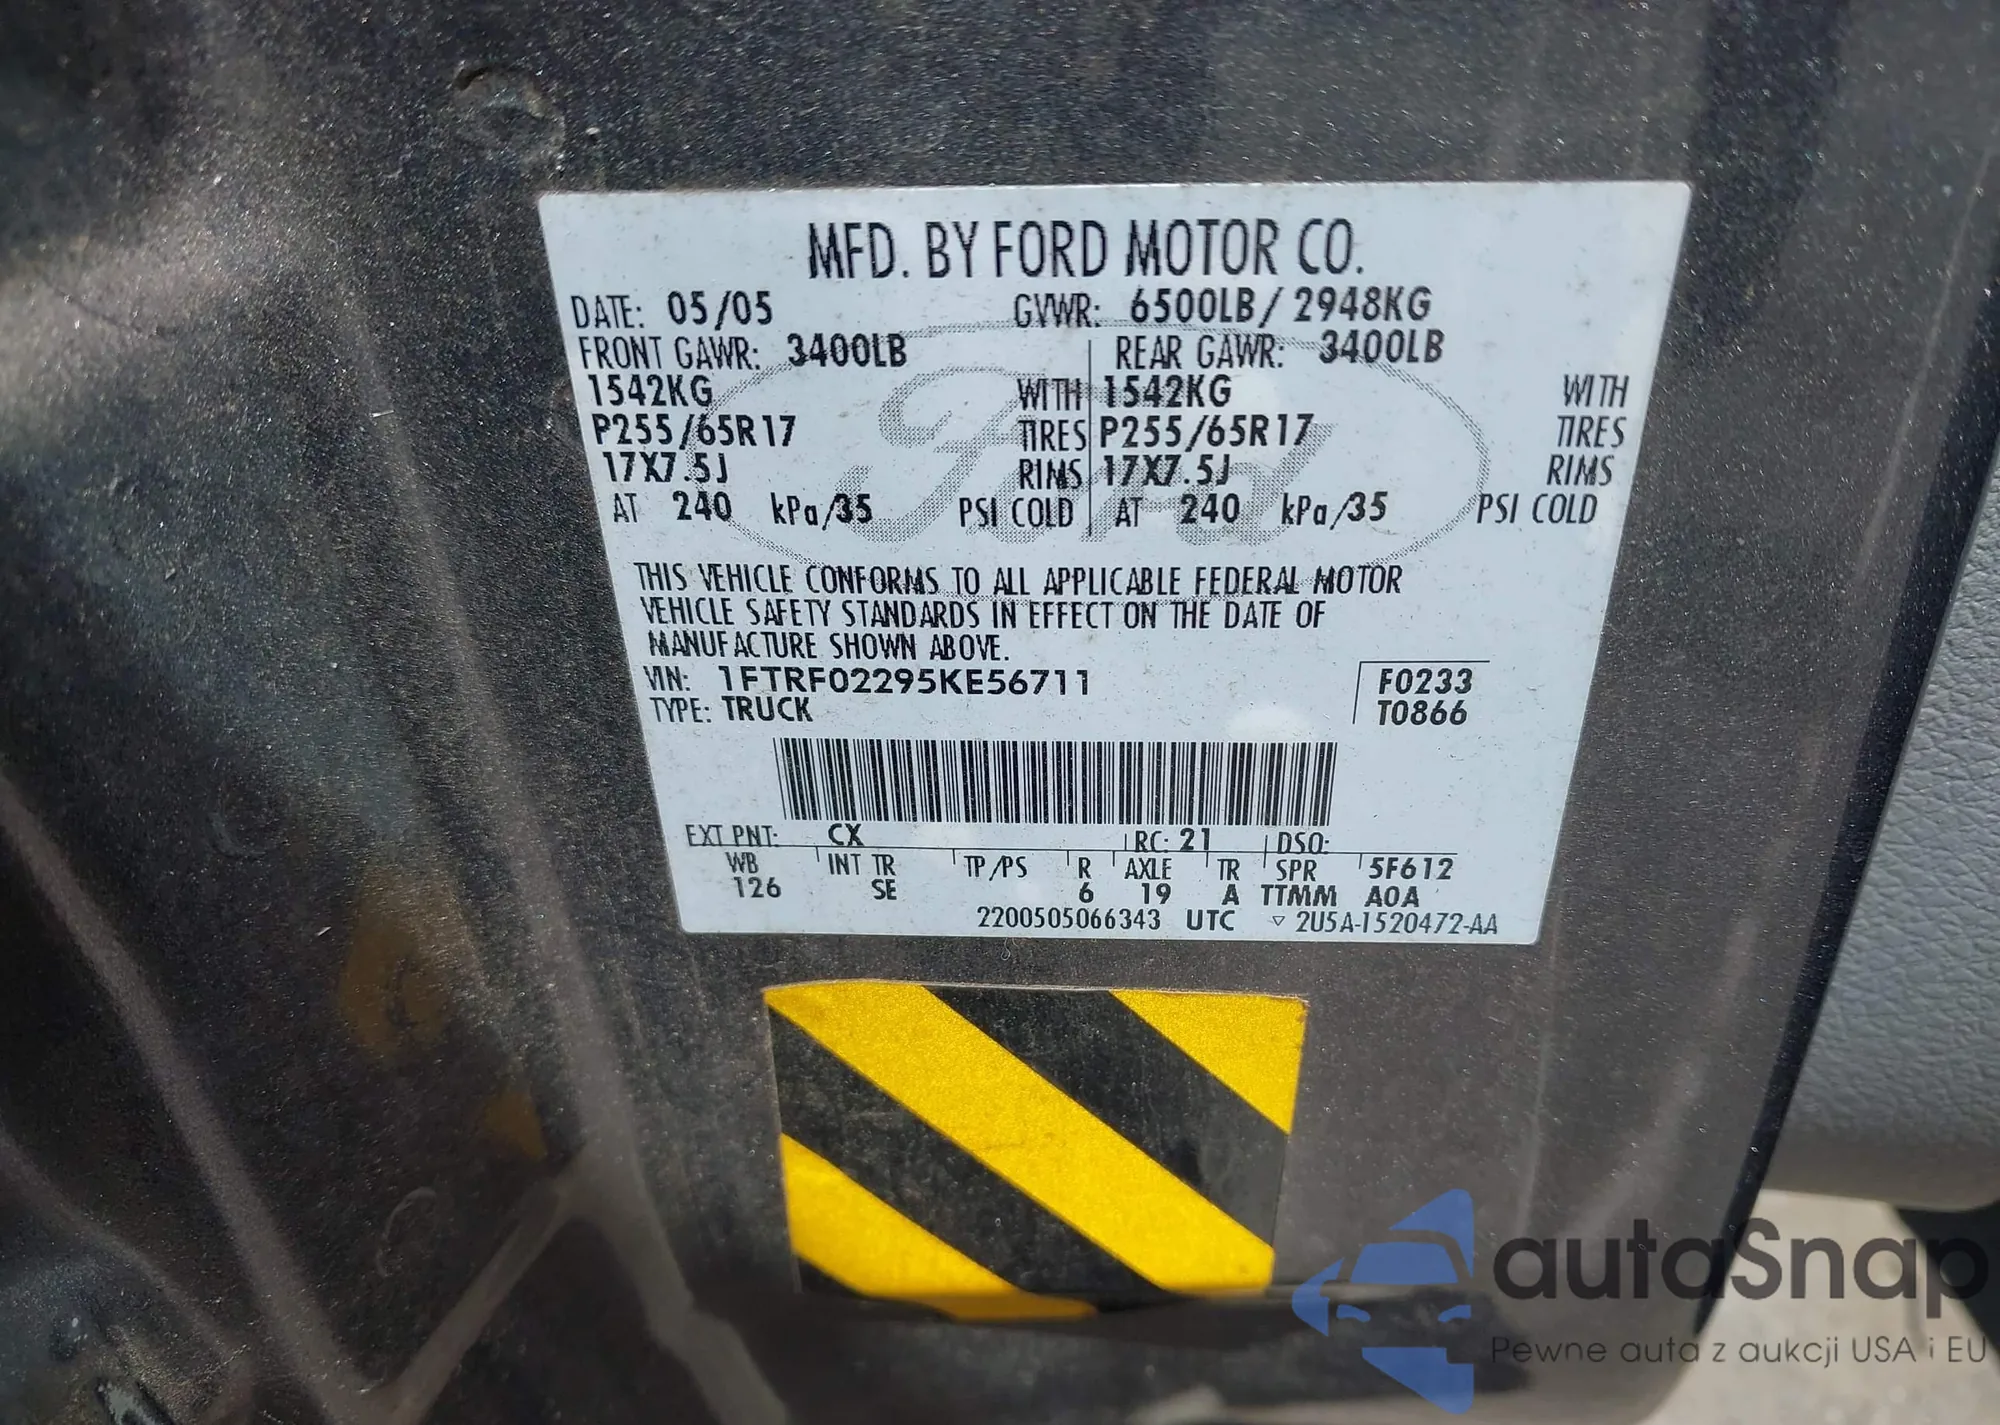 MFD. BY FORD MOTOR CO.
DATE: 05/05 GVWR: 6500LB/ 2948KG
FRONT GAWR: 3400LB REAR GAWR: 3400LB
1542KG WITH 1542KG WITH
P255/65R17 TIRES P255/65R17 TIRES
17X7.5J RIMS 17X7.5J RIMS
AT 240 kPa/35 PSI COLD AT 240 kPa/35 PSI COLD
THIS VEHICLE CONFORMS TO ALL APPLICABLE FEDERAL MOTOR
VEHICLE SAFETY STANDARDS IN EFFECT ON THE DATE OF
MANUFACTURE SHOWN ABOVE.
VIN: 1FTRF02295KE56711 F0233
TYPE: TRUCK T0866
EXT PNT: CX RC: 21 DSO:
WB INT TR TP/PS R AXLE TR SPR 5F612
126 SE 6 19 A TTMM A0A
2200505066343 UTC ▽ 2U5A-1520472-AA
Ford
autaSnap
Pewne auta z aukcji USA i EU